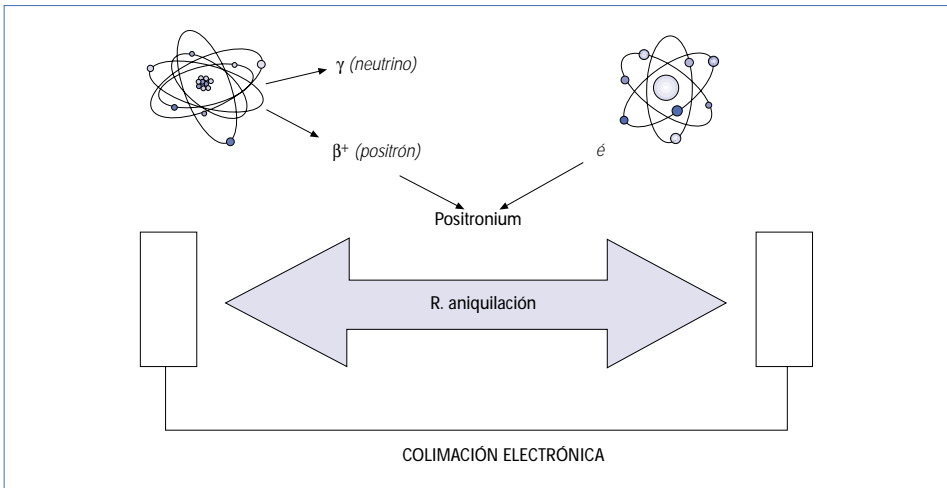 γ (neutrino)
β⁺ (positrón)
é
Positronium
R. aniquilación
COLIMACIÓN ELECTRÓNICA